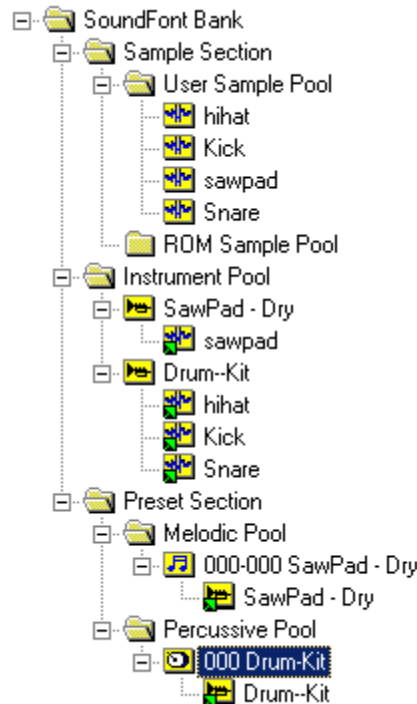 SoundFont Bank
Sample Section
User Sample Pool
hihat
Kick
sawpad
Snare
ROM Sample Pool
Instrument Pool
SawPad - Dry
sawpad
Drum--Kit
hihat
Kick
Snare
Preset Section
Melodic Pool
000-000 SawPad - Dry
SawPad - Dry
Percussive Pool
000 Drum-Kit
Drum--Kit